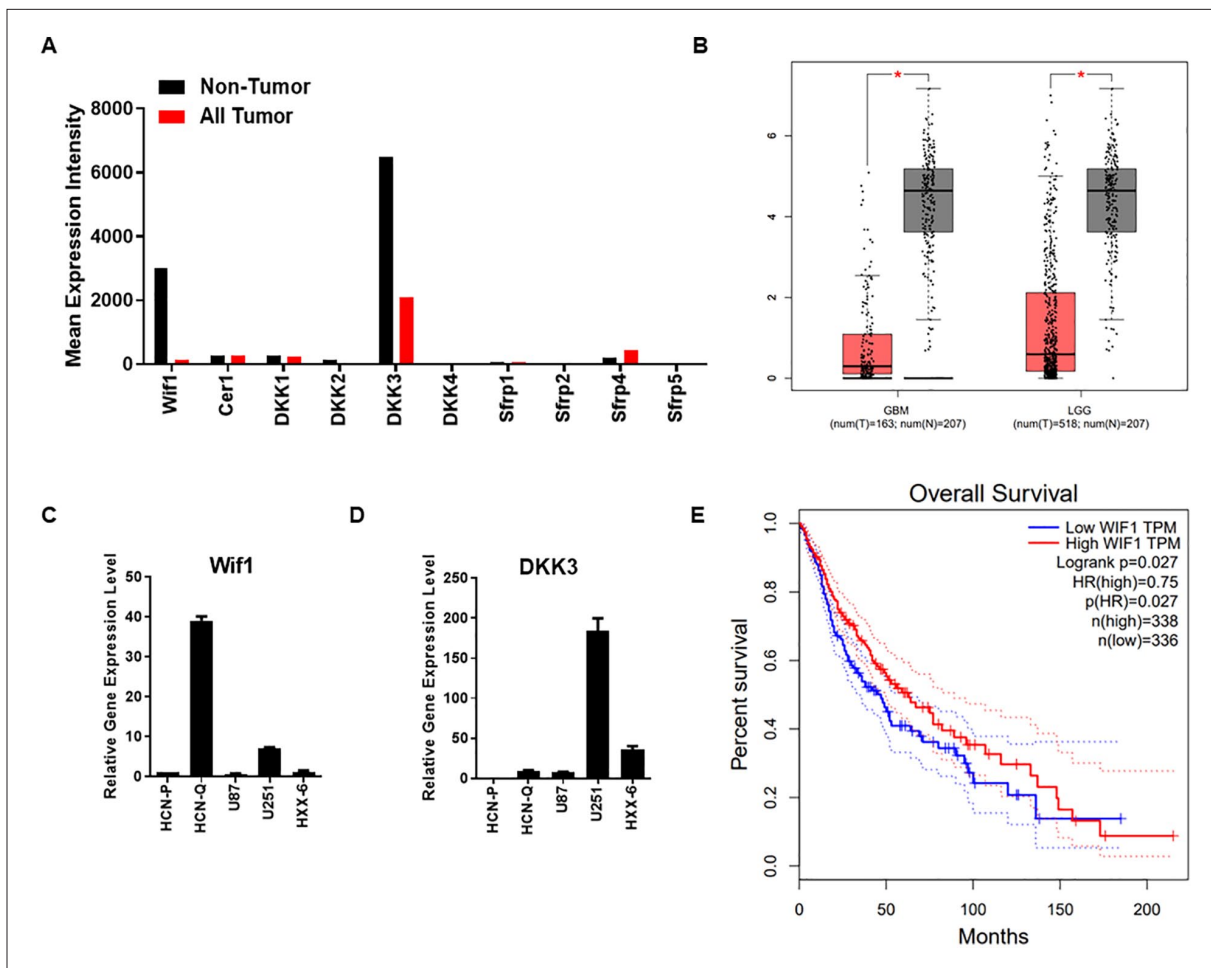 A
Non-Tumor
All Tumor
Mean Expression Intensity
8000
6000
4000
2000
0
Wif1
Cer1
DKK1
DKK2
DKK3
DKK4
Sfrp1
Sfrp2
Sfrp4
Sfrp5
B
*
*
6
4
2
0
GBM
(num(T)=163; num(N)=207)
LGG
(num(T)=518; num(N)=207)
C
Wif1
Relative Gene Expression Level
50
40
30
20
10
0
HCN-P
HCN-Q
U87
U251
HXX-6
D
DKK3
Relative Gene Expression Level
250
200
150
100
50
0
HCN-P
HCN-Q
U87
U251
HXX-6
E
Overall Survival
Low WIF1 TPM
High WIF1 TPM
Logrank p=0.027
HR(high)=0.75
p(HR)=0.027
n(high)=338
n(low)=336
Percent survival
1.0
0.8
0.6
0.4
0.2
0.0
0
50
100
150
200
Months